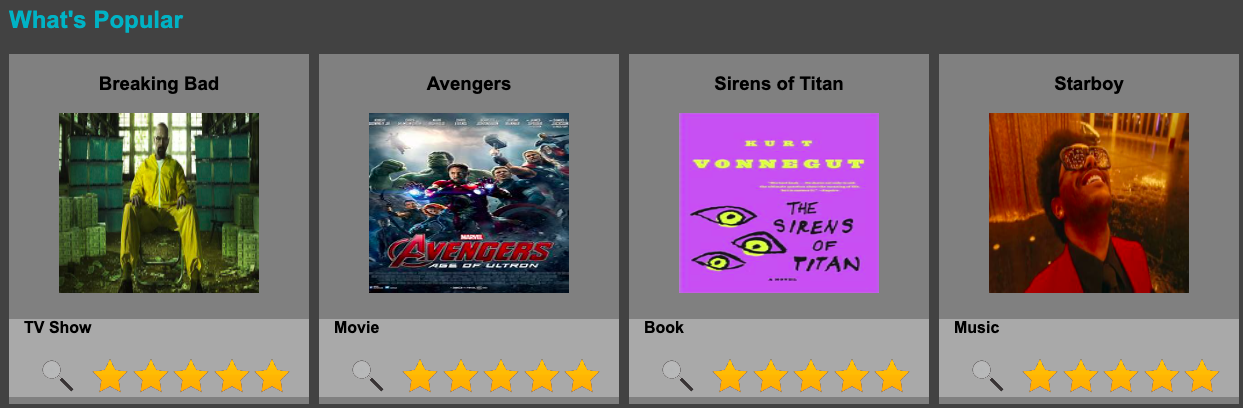 What's Popular
Breaking Bad
Avengers
Sirens of Titan
Starboy
MARVEL
AVENGERS
AGE OF ULTRON
KURT
VONNEGUT
THE
SIRENS
OF
TITAN
A NOVEL
TV Show
Movie
Book
Music